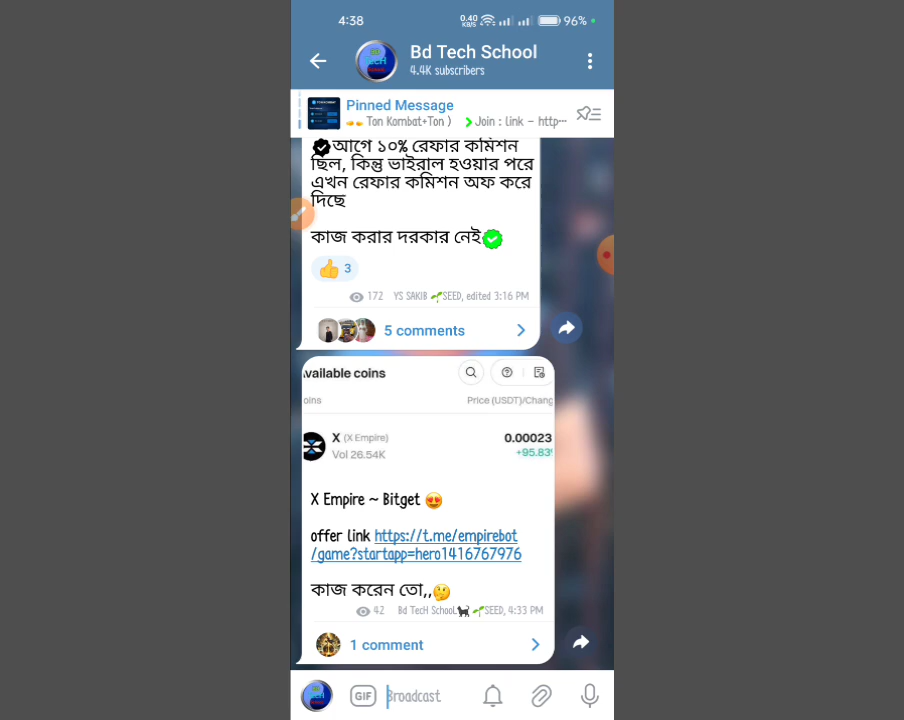 4:38
0.40 KB/S
96%
Bd Tech School
4.4K subscribers
Pinned Message
Ton Kombat+Ton ) Join : link - http...
আগে ১০% রেফার কমিশন
ছিল, কিন্তু ভাইরাল হওয়ার পরে
এখন রেফার কমিশন অফ করে
দিছে
কাজ করার দরকার নেই
3
172 YS SAKIB SEED, edited 3:16 PM
5 comments
vailable coins
oins Price (USDT)/Chang
X (X Empire) 0.00023
Vol 26.54K +95.83
X Empire ~ Bitget
offer link https://t.me/empirebot
/game?startapp=hero1416767976
কাজ করেন তো,,
42 Bd TecH SchooL SEED, 4:33 PM
1 comment
GIF Broadcast